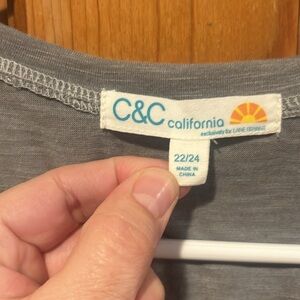 C&C california
exclusively for LANE BRYANT
22/24
MADE IN
CHINA